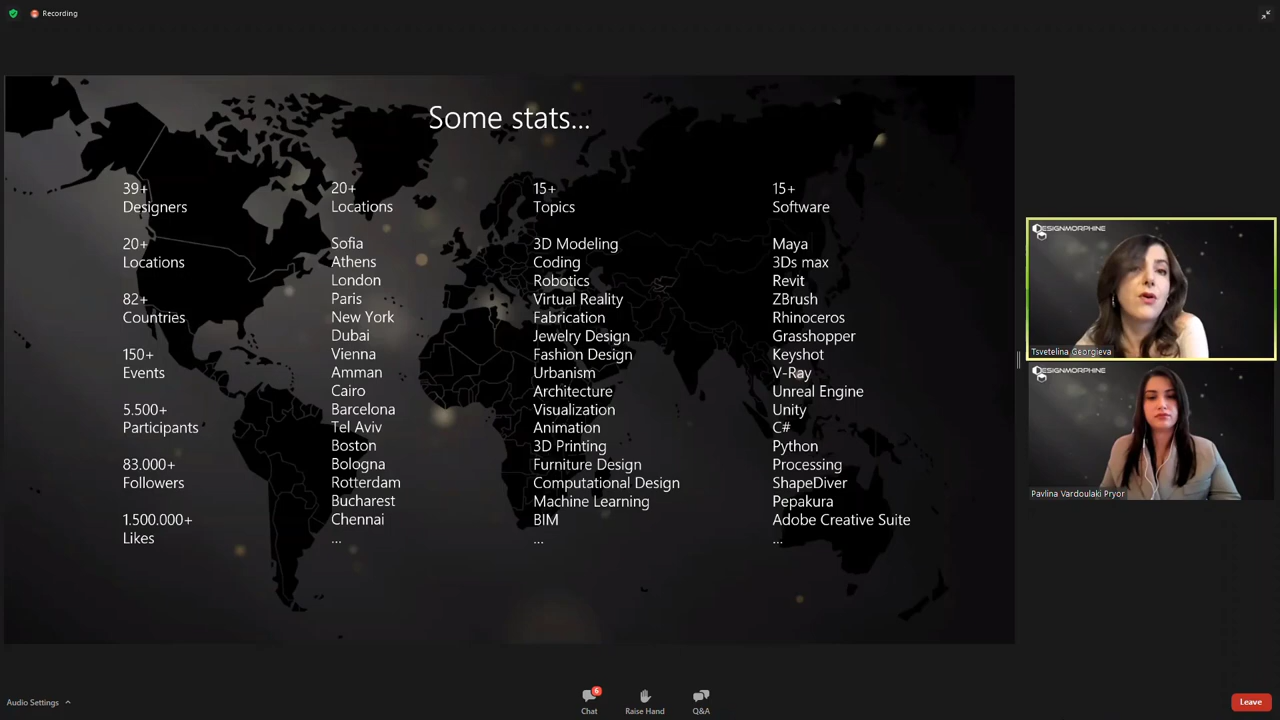 Recording
Some stats...
39+
Designers
20+
Locations
82+
Countries
150+
Events
5.500+
Participants
83.000+
Followers
1.500.000+
Likes
20+
Locations
Sofia
Athens
London
Paris
New York
Dubai
Vienna
Amman
Cairo
Barcelona
Tel Aviv
Boston
Bologna
Rotterdam
Bucharest
Chennai
...
15+
Topics
3D Modeling
Coding
Robotics
Virtual Reality
Fabrication
Jewelry Design
Fashion Design
Urbanism
Architecture
Visualization
Animation
3D Printing
Furniture Design
Computational Design
Machine Learning
BIM
...
15+
Software
Maya
3Ds max
Revit
ZBrush
Rhinoceros
Grasshopper
Keyshot
V-Ray
Unreal Engine
Unity
C#
Python
Processing
ShapeDiver
Pepakura
Adobe Creative Suite
...
DESIGNMORPHINE
Tsvetelina Georgieva
DESIGNMORPHINE
Pavlina Vardoulaki Pryor
Audio Settings
6
Chat
Raise Hand
Q&A
Leave